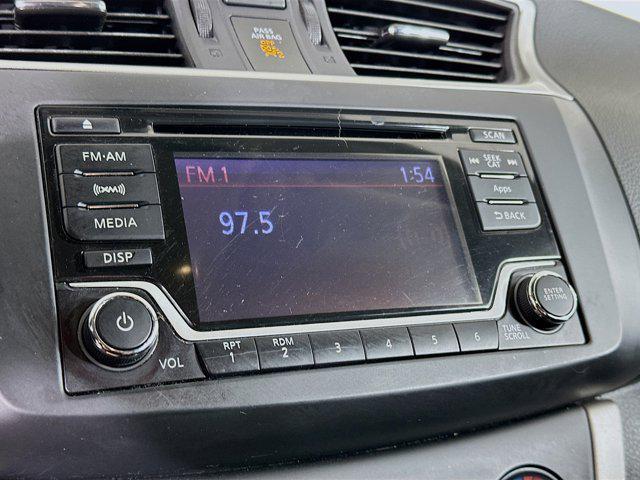 PASS
AIR BAG
OFF
SCAN
FM·AM
SEEK
CAT
((XM))
Apps
MEDIA
BACK
DISP
FM 1
1:54
97.5
ENTER
SETTING
VOL
RPT
1
RDM
2
3
4
5
6
TUNE
SCROLL